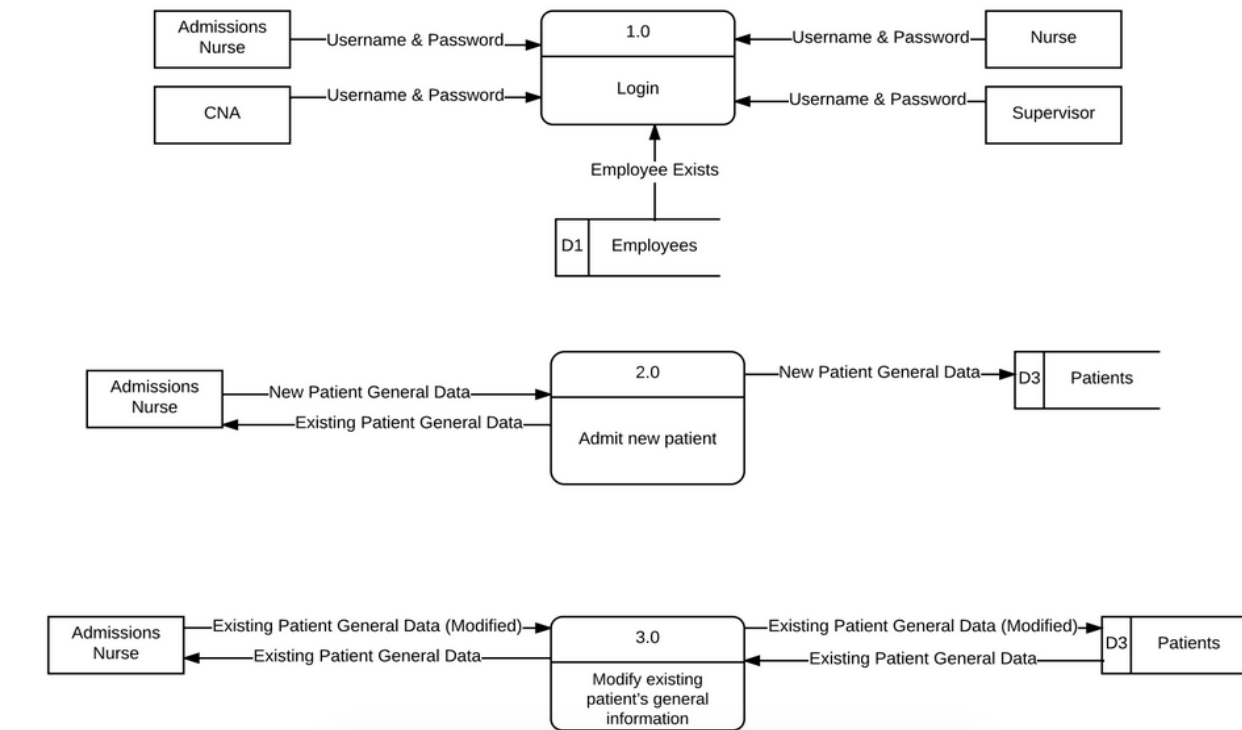 Admissions
Nurse
Username & Password
1.0
Username & Password
Nurse
CNA
Username & Password
Login
Username & Password
Supervisor
Employee Exists
D1
Employees
Admissions
Nurse
New Patient General Data
Existing Patient General Data
2.0
Admit new patient
New Patient General Data
D3
Patients
Admissions
Nurse
Existing Patient General Data (Modified)
Existing Patient General Data
3.0
Modify existing
patient's general
information
Existing Patient General Data (Modified)
Existing Patient General Data
D3
Patients